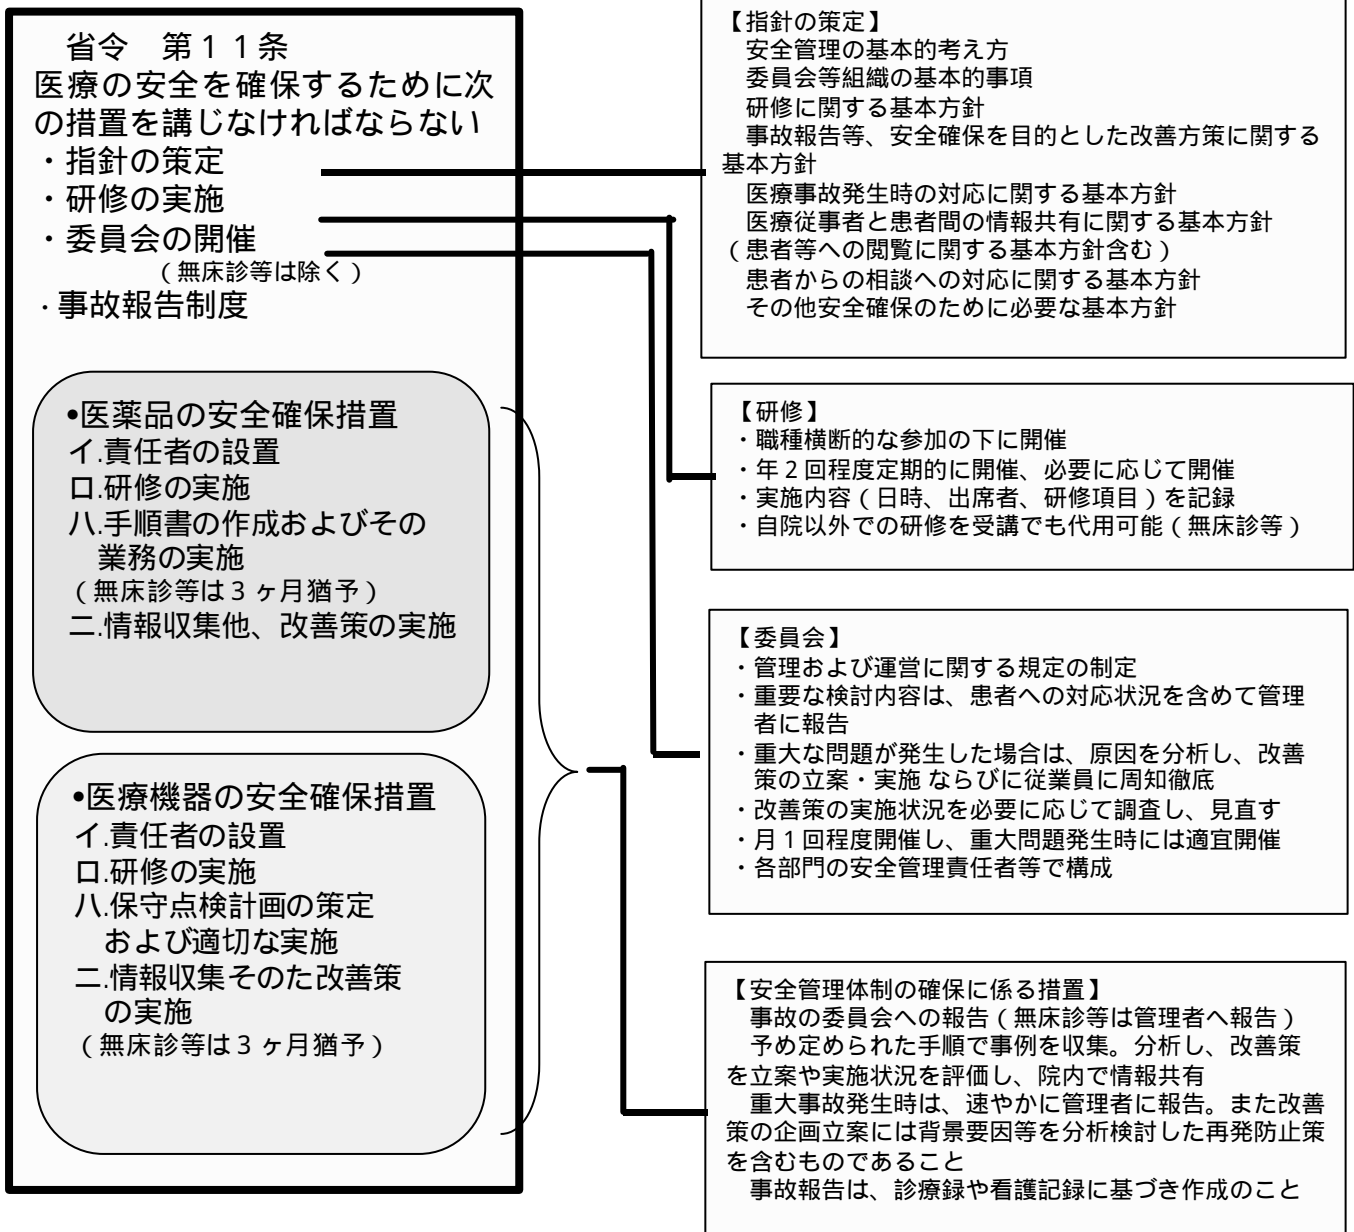 省令　第１１条
医療の安全を確保するために次
の措置を講じなければならない
・指針の策定
・研修の実施
・委員会の開催
（無床診等は除く）
・事故報告制度
•医薬品の安全確保措置
イ.責任者の設置
ロ.研修の実施
ハ.手順書の作成およびその
業務の実施
（無床診等は３ヶ月猶予）
ニ.情報収集他、改善策の実施
•医療機器の安全確保措置
イ.責任者の設置
ロ.研修の実施
ハ.保守点検計画の策定
および適切な実施
ニ.情報収集そのた改善策
の実施
（無床診等は３ヶ月猶予）
【指針の策定】
安全管理の基本的考え方
委員会等組織の基本的事項
研修に関する基本方針
事故報告等、安全確保を目的とした改善方策に関する
基本方針
医療事故発生時の対応に関する基本方針
医療従事者と患者間の情報共有に関する基本方針
（患者等への閲覧に関する基本方針含む）
患者からの相談への対応に関する基本方針
その他安全確保のために必要な基本方針
【研修】
・職種横断的な参加の下に開催
・年２回程度定期的に開催、必要に応じて開催
・実施内容（日時、出席者、研修項目）を記録
・自院以外での研修を受講でも代用可能（無床診等）
【委員会】
・管理および運営に関する規定の制定
・重要な検討内容は、患者への対応状況を含めて管理
者に報告
・重大な問題が発生した場合は、原因を分析し、改善
策の立案・実施 ならびに従業員に周知徹底
・改善策の実施状況を必要に応じて調査し、見直す
・月１回程度開催し、重大問題発生時には適宜開催
・各部門の安全管理責任者等で構成
【安全管理体制の確保に係る措置】
事故の委員会への報告（無床診等は管理者へ報告）
予め定められた手順で事例を収集。分析し、改善策
を立案や実施状況を評価し、院内で情報共有
重大事故発生時は、速やかに管理者に報告。また改善
策の企画立案には背景要因等を分析検討した再発防止策
を含むものであること
事故報告は、診療録や看護記録に基づき作成のこと